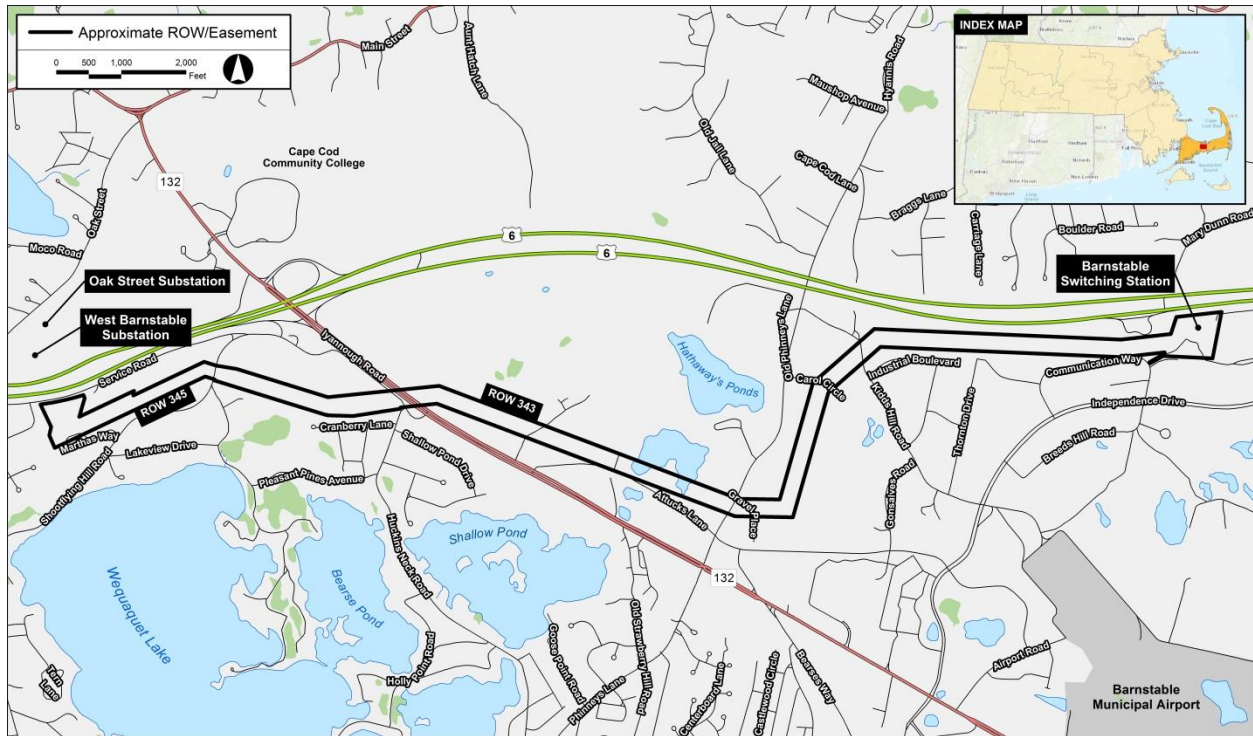 Approximate ROW/Easement
0 500 1,000 2,000
Feet
INDEX MAP
Main Street
Aunt Hatch Lane
Hyannis Road
Maushop Avenue
Old Jail Lane
Cape Cod Lane
Braggs Lane
Carriage Lane
Boulder Road
Mary Dunn Road
Cape Cod
Community College
132
Oak Street
Moco Road
6
6
Oak Street Substation
West Barnstable
Substation
Barnstable
Switching Station
Service Road
Iyannough Road
Hathaway's Ponds
Old Phinneys Lane
Carol Circle
Industrial Boulevard
Communication Way
Independence Drive
ROW 345
ROW 343
Marthas Way
Lakeview Drive
Cranberry Lane
Shallow Pond Drive
Kidds Hill Road
Thornton Drive
Breeds Hill Road
Shootflying Hill Road
Pleasant Pines Avenue
Attucks Lane
Gravel Place
Gonsalves Road
Huckins Neck Road
Shallow Pond
Wequaquet Lake
Bearse Pond
132
Goose Point Road
Old Strawberry Hill Road
Bearses Way
Airport Road
Tern
Lane
Holly Point Road
Phinneys Lane
Centerboard Lane
Castlewood Circle
Barnstable
Municipal Airport